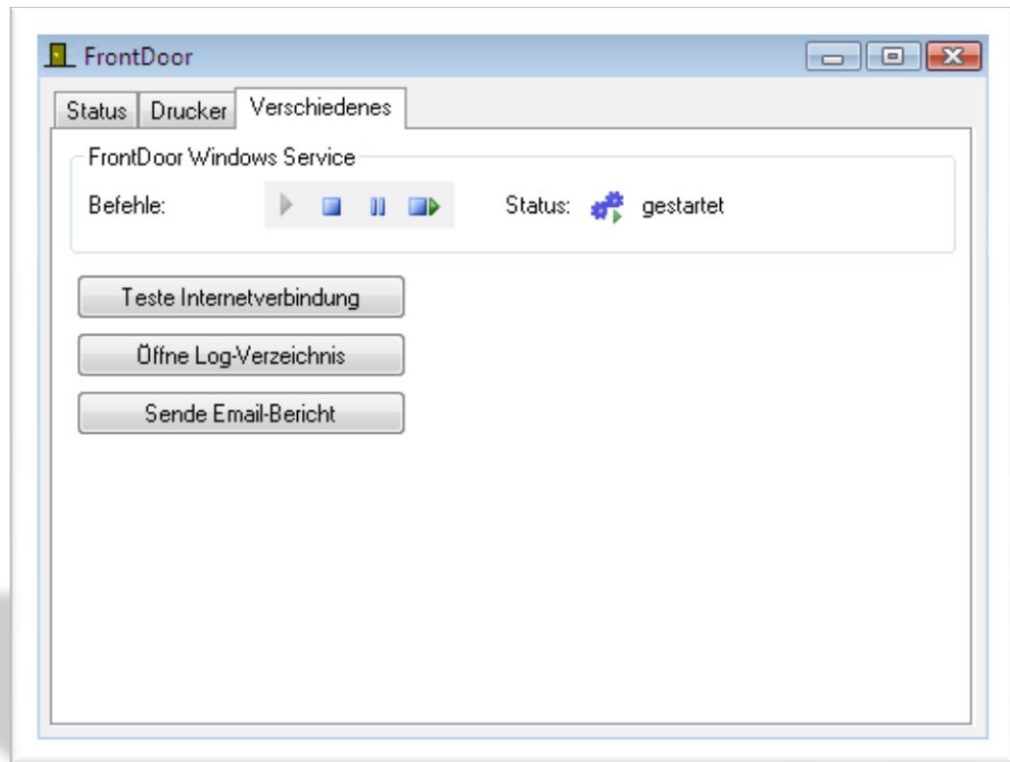 FrontDoor
Status Drucker Verschiedenes
FrontDoor Windows Service
Befehle: Status: gestartet
Teste Internetverbindung
Öffne Log-Verzeichnis
Sende Email-Bericht